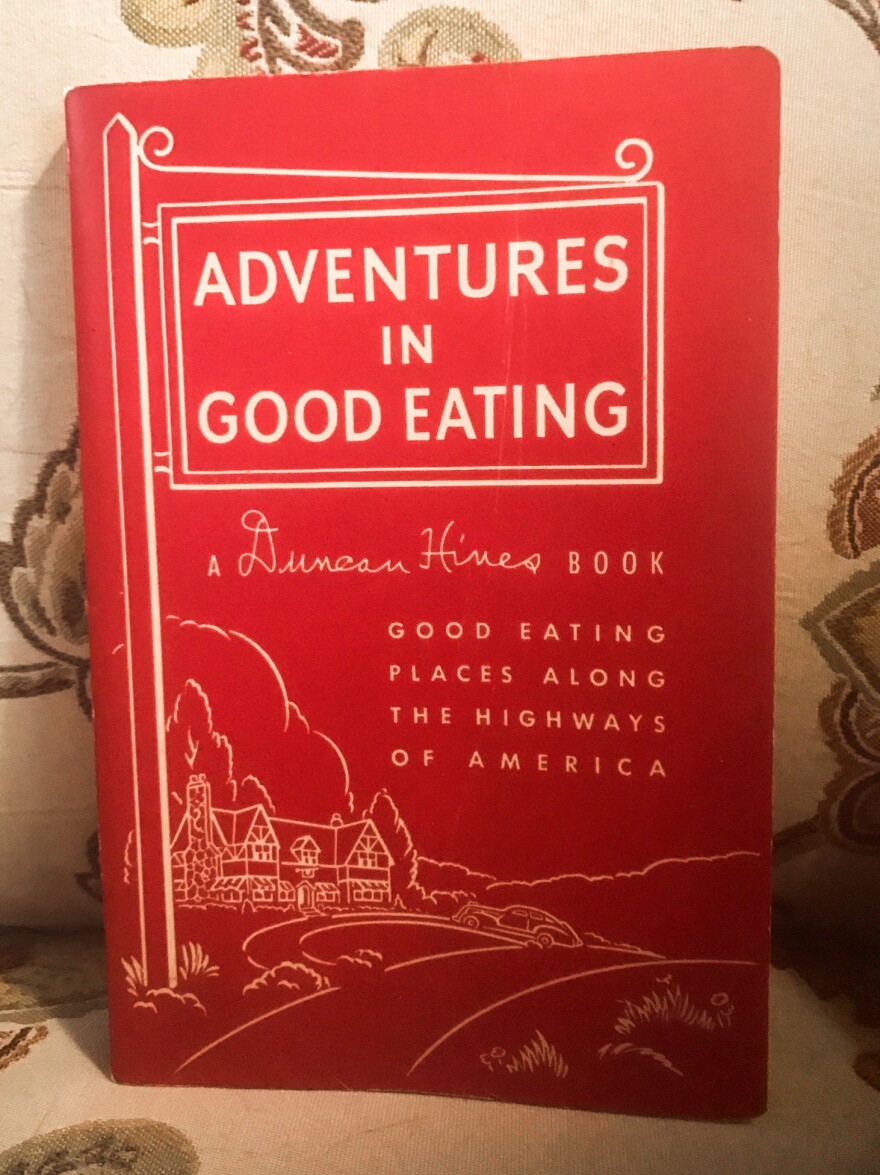 ADVENTURES
IN
GOOD EATING
A Duncan Hines BOOK
GOOD EATING
PLACES ALONG
THE HIGHWAYS
OF AMERICA